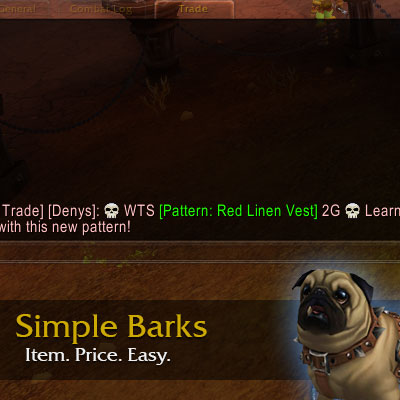 General Combat Log Trade
Trade] [Denys]: WTS [Pattern: Red Linen Vest] 2G Learn
with this new pattern!
Simple Barks
Item. Price. Easy.